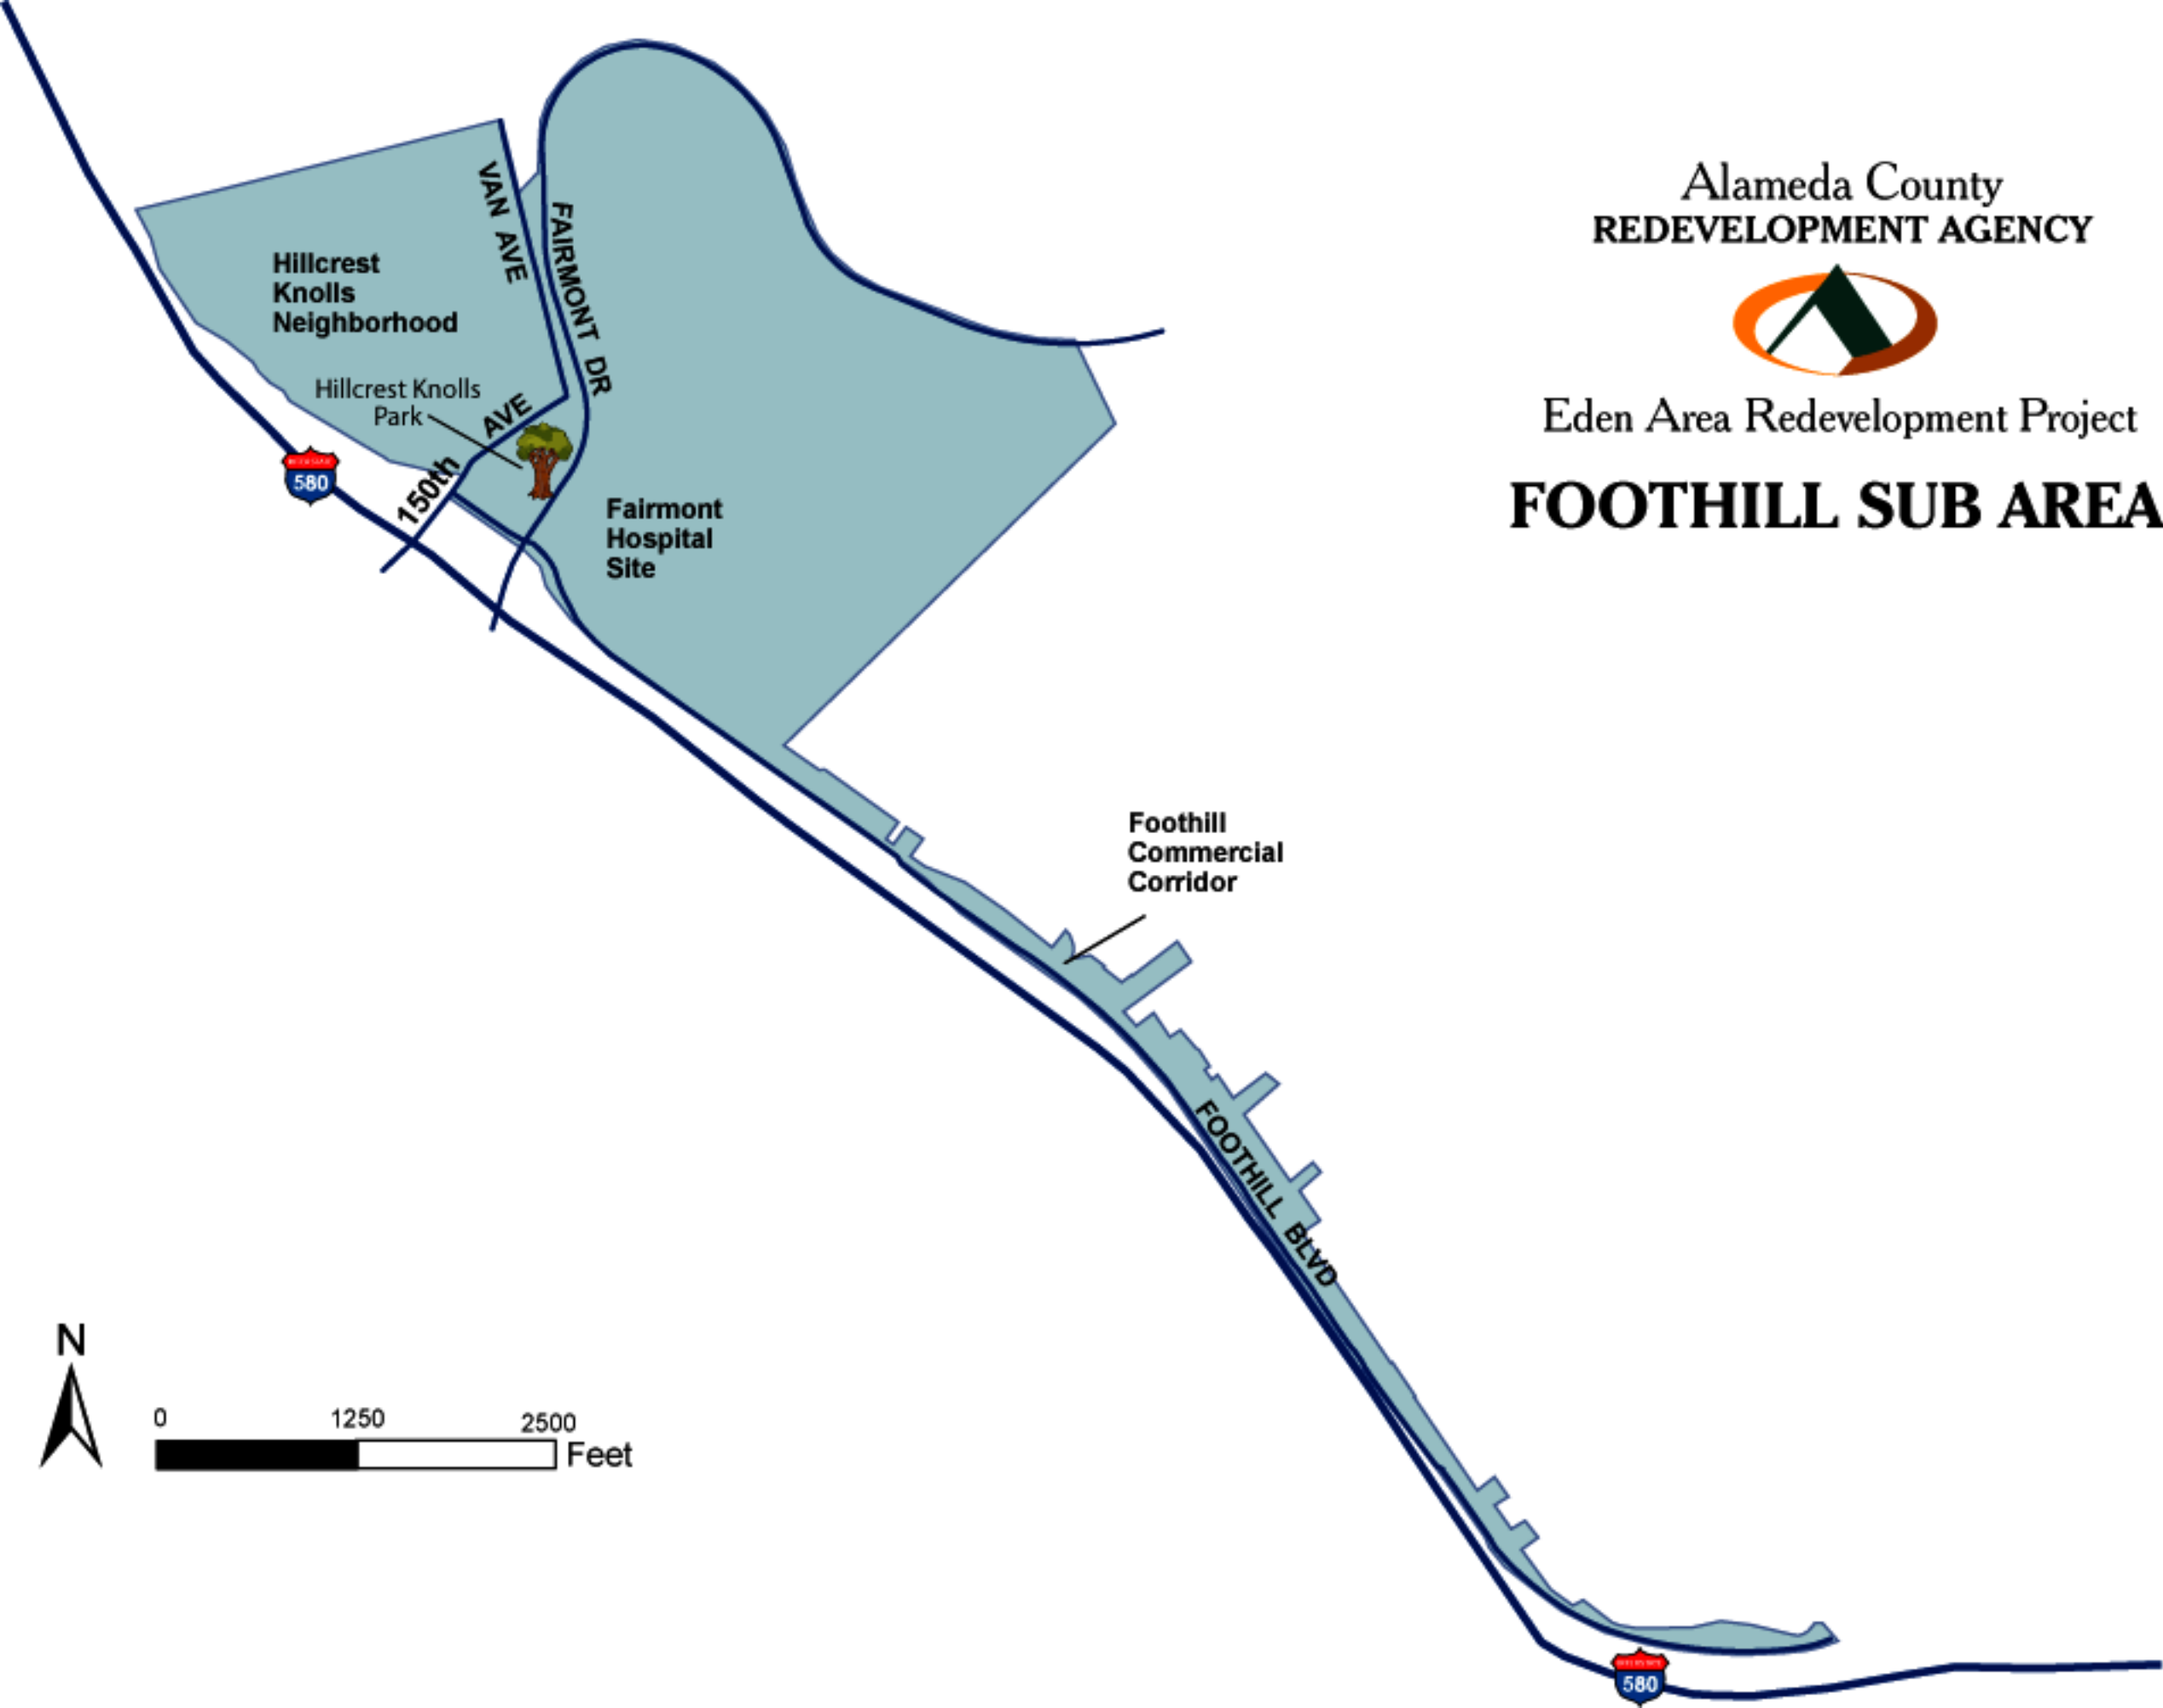 Alameda County
REDEVELOPMENT AGENCY
Eden Area Redevelopment Project
FOOTHILL SUB AREA
VAN AVE
FAIRMONT DR
Hillcrest
Knolls
Neighborhood
Hillcrest Knolls
Park
150th AVE
580
Fairmont
Hospital
Site
Foothill
Commercial
Corridor
FOOTHILL BLVD
N
0 1250 2500
Feet
580